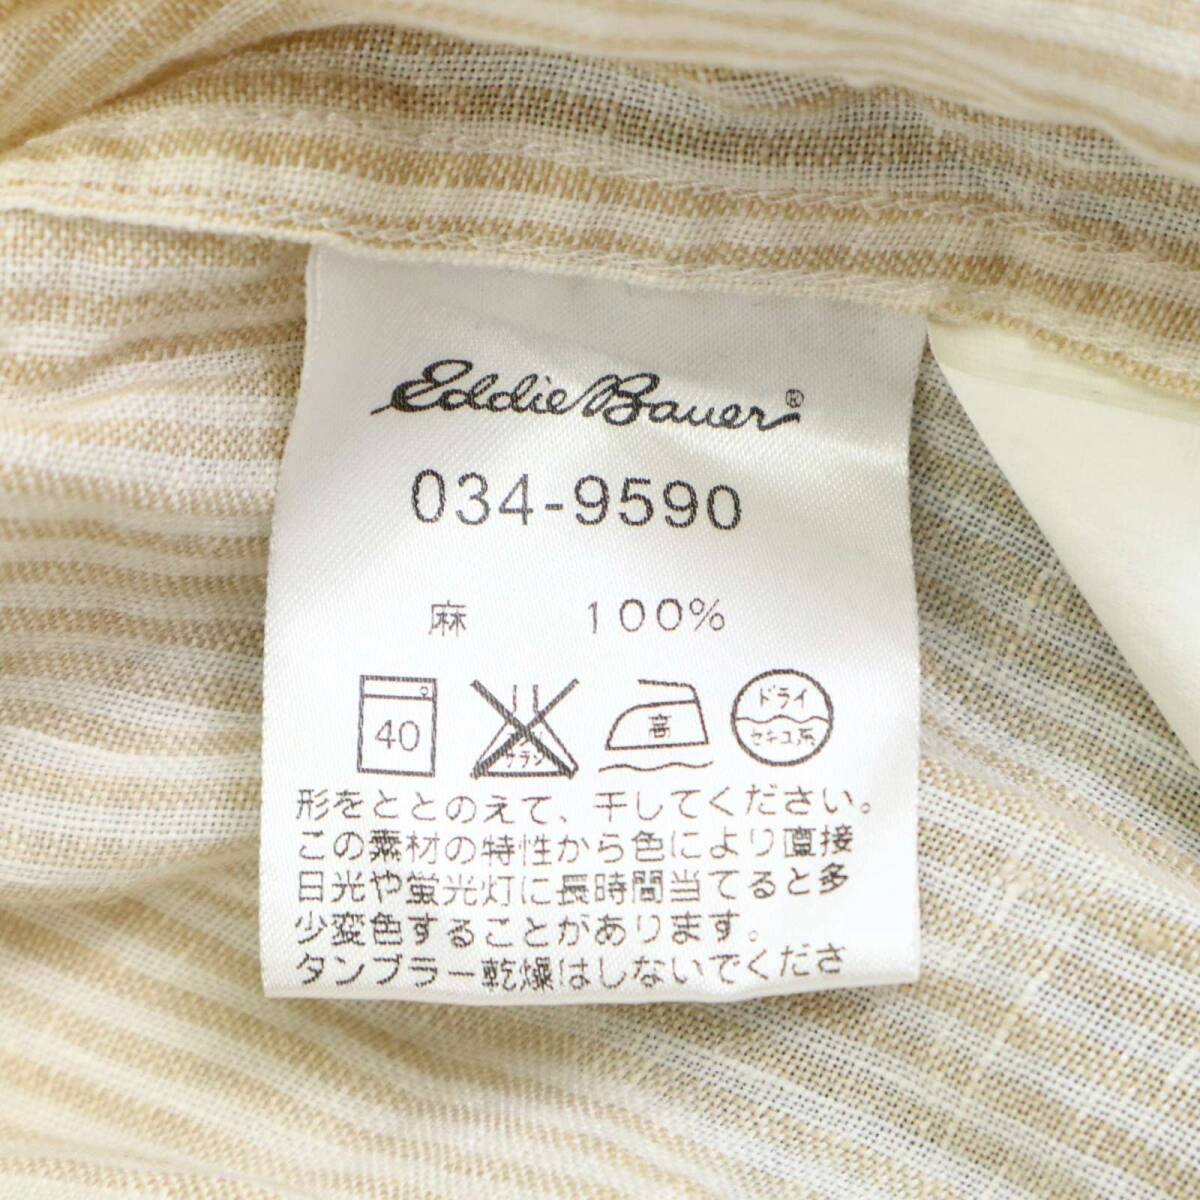 Eddie Bauer®
034-9590
麻 100%
40 サラシ 高 ドライ
セキユ系
形をととのえて、干してください。
この素材の特性から色により直接
日光や蛍光灯に長時間当てると多
少変色することがあります。
タンブラー乾燥はしないでくださ